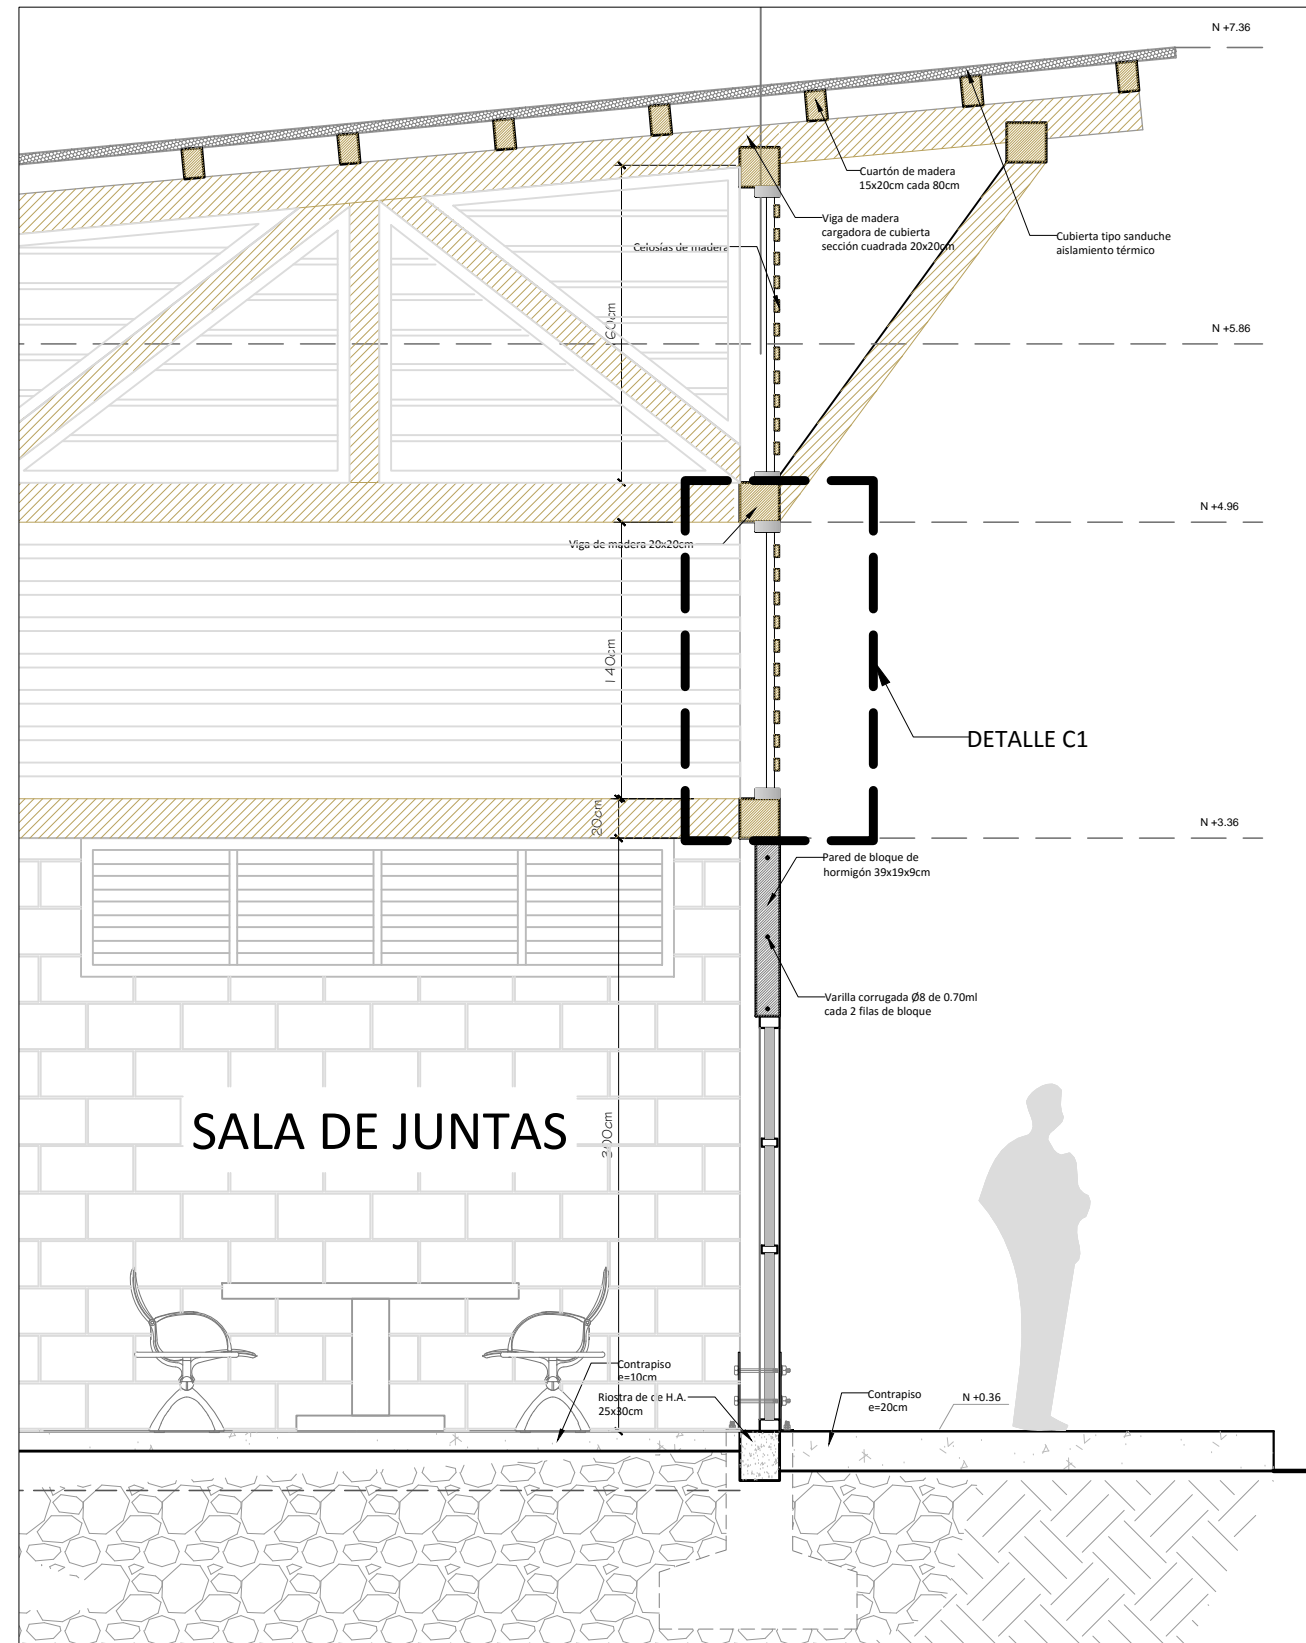 N +7.36
Cuartón de madera
15x20cm cada 80cm
Viga de madera
cargadora de cubierta
sección cuadrada 20x20cm
Cubierta tipo sanduche
aislamiento térmico
Celosías de madera
160cm
N +5.86
N +4.96
Viga de madera 20x20cm
140cm
DETALLE C1
20cm
N +3.36
Pared de bloque de
hormigón 39x19x9cm
Varilla corrugada Ø8 de 0.70ml
cada 2 filas de bloque
SALA DE JUNTAS
300cm
Contrapiso
e=10cm
Riostra de de H.A.
25x30cm
Contrapiso
e=20cm
N +0.36